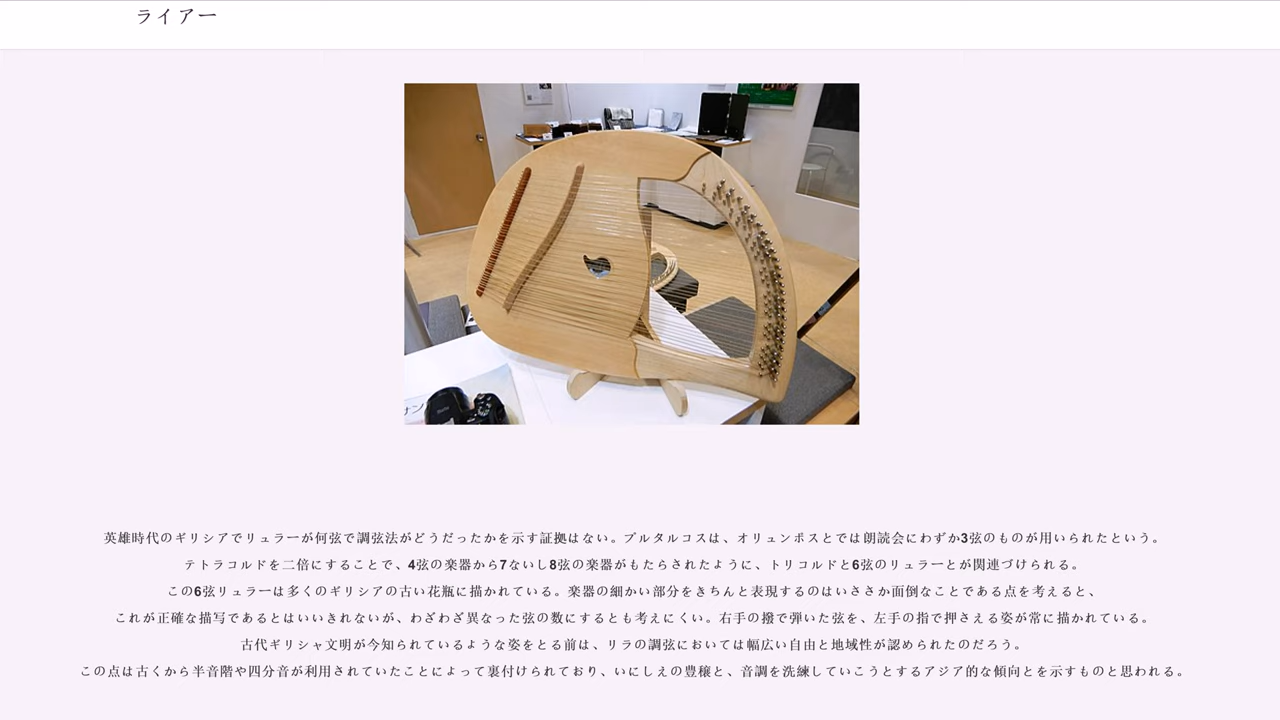 ライアー
サン
英雄時代のギリシアでリュラーが何弦で調弦法がどうだったかを示す証拠はない。プルタルコスは、オリュンポスとでは朗読会にわずか3弦のものが用いられたという。
テトラコルドを二倍にすることで、4弦の楽器から7ないし8弦の楽器がもたらされたように、トリコルドと6弦のリュラーとが関連づけられる。
この6弦リュラーは多くのギリシアの古い花瓶に描かれている。楽器の細かい部分をきちんと表現するのはいささか面倒なことである点を考えると、
これが正確な描写であるとはいいきれないが、わざわざ異なった弦の数にするとも考えにくい。右手の撥で弾いた弦を、左手の指で押さえる姿が常に描かれている。
古代ギリシャ文明が今知られているような姿をとる前は、リラの調弦においては幅広い自由と地域性が認められたのだろう。
この点は古くから半音階や四分音が利用されていたことによって裏付けられており、いにしえの豊穣と、音調を洗練していこうとするアジア的な傾向とを示すものと思われる。